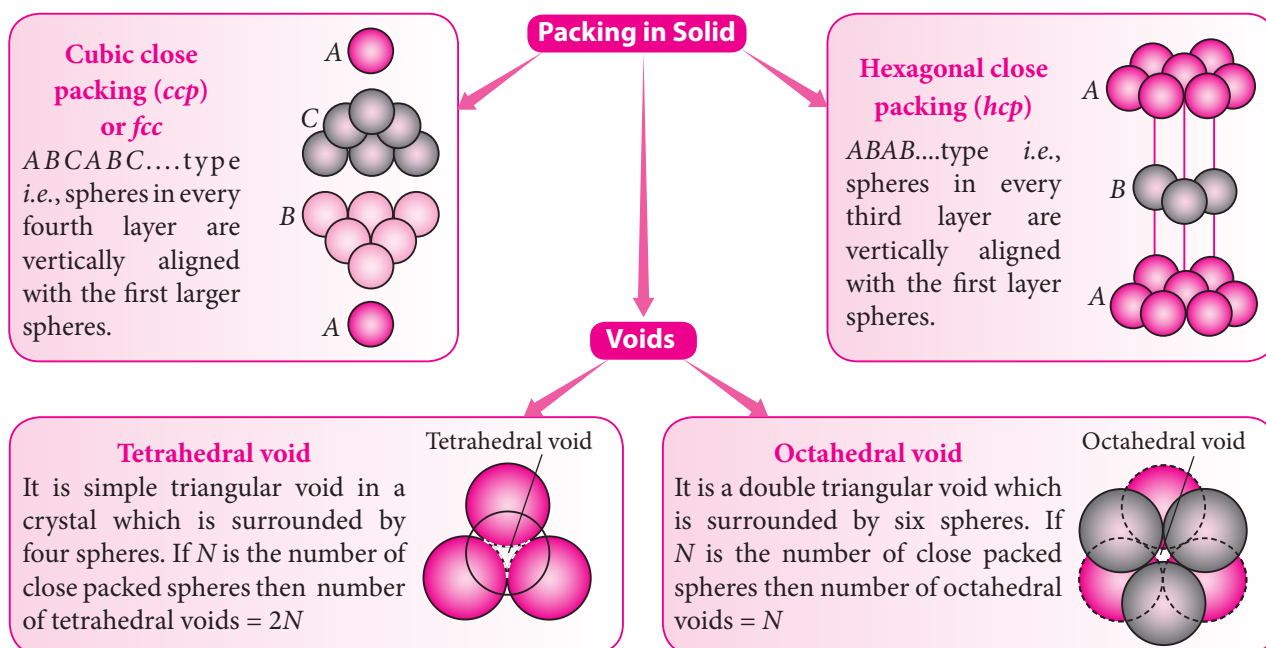 Packing in Solid
Cubic close
packing (ccp)
or fcc
ABCABC....type
i.e., spheres in every
fourth layer are
vertically aligned
with the first larger
spheres.
A
C
B
A
Hexagonal close
packing (hcp)
ABAB....type i.e.,
spheres in every
third layer are
vertically aligned
with the first layer
spheres.
A
B
A
Voids
Tetrahedral void
It is simple triangular void in a
crystal which is surrounded by
four spheres. If N is the number of
close packed spheres then number
of tetrahedral voids = 2N
Tetrahedral void
Octahedral void
It is a double triangular void which
is surrounded by six spheres. If
N is the number of close packed
spheres then number of octahedral
voids = N
Octahedral void